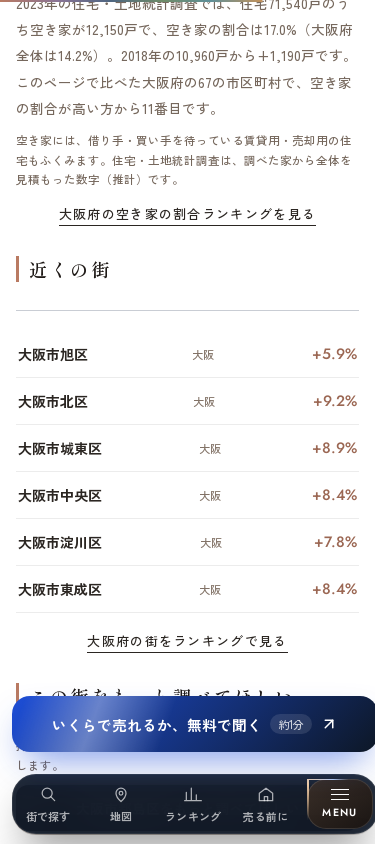 2023年の住宅・土地統計調査では、住宅71,540戸のう
ち空き家が12,150戸で、空き家の割合は17.0%（大阪府
全体は14.2%）。2018年の10,960戸から+1,190戸です。
このページで比べた大阪府の67の市区町村で、空き家
の割合が高い方から11番目です。
空き家には、借り手・買い手を待っている賃貸用・売却用の住
宅もふくみます。住宅・土地統計調査は、調べた家から全体を
見積もった数字（推計）です。
大阪府の空き家の割合ランキングを見る
近くの街
大阪市旭区 大阪 +5.9%
大阪市北区 大阪 +9.2%
大阪市城東区 大阪 +8.9%
大阪市中央区 大阪 +8.4%
大阪市淀川区 大阪 +7.8%
大阪市東成区 大阪 +8.4%
大阪府の街をランキングで見る
この街をもっと調べてほしい
いくらで売れるか、無料で聞く 約1分
します。
街で探す 地図 ランキング 売る前に MENU